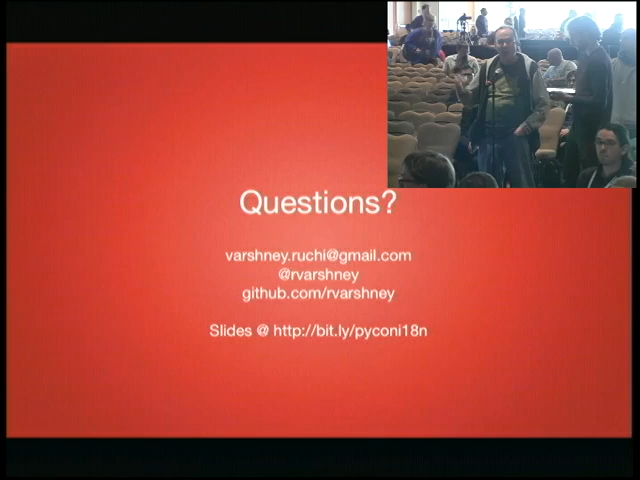 Questions?
varshney.ruchi@gmail.com
@rvarshney
github.com/rvarshney
Slides @ http://bit.ly/pyconi18n